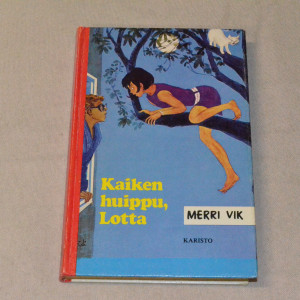 Kaiken
huippu,
Lotta
MERRI VIK
KARISTO